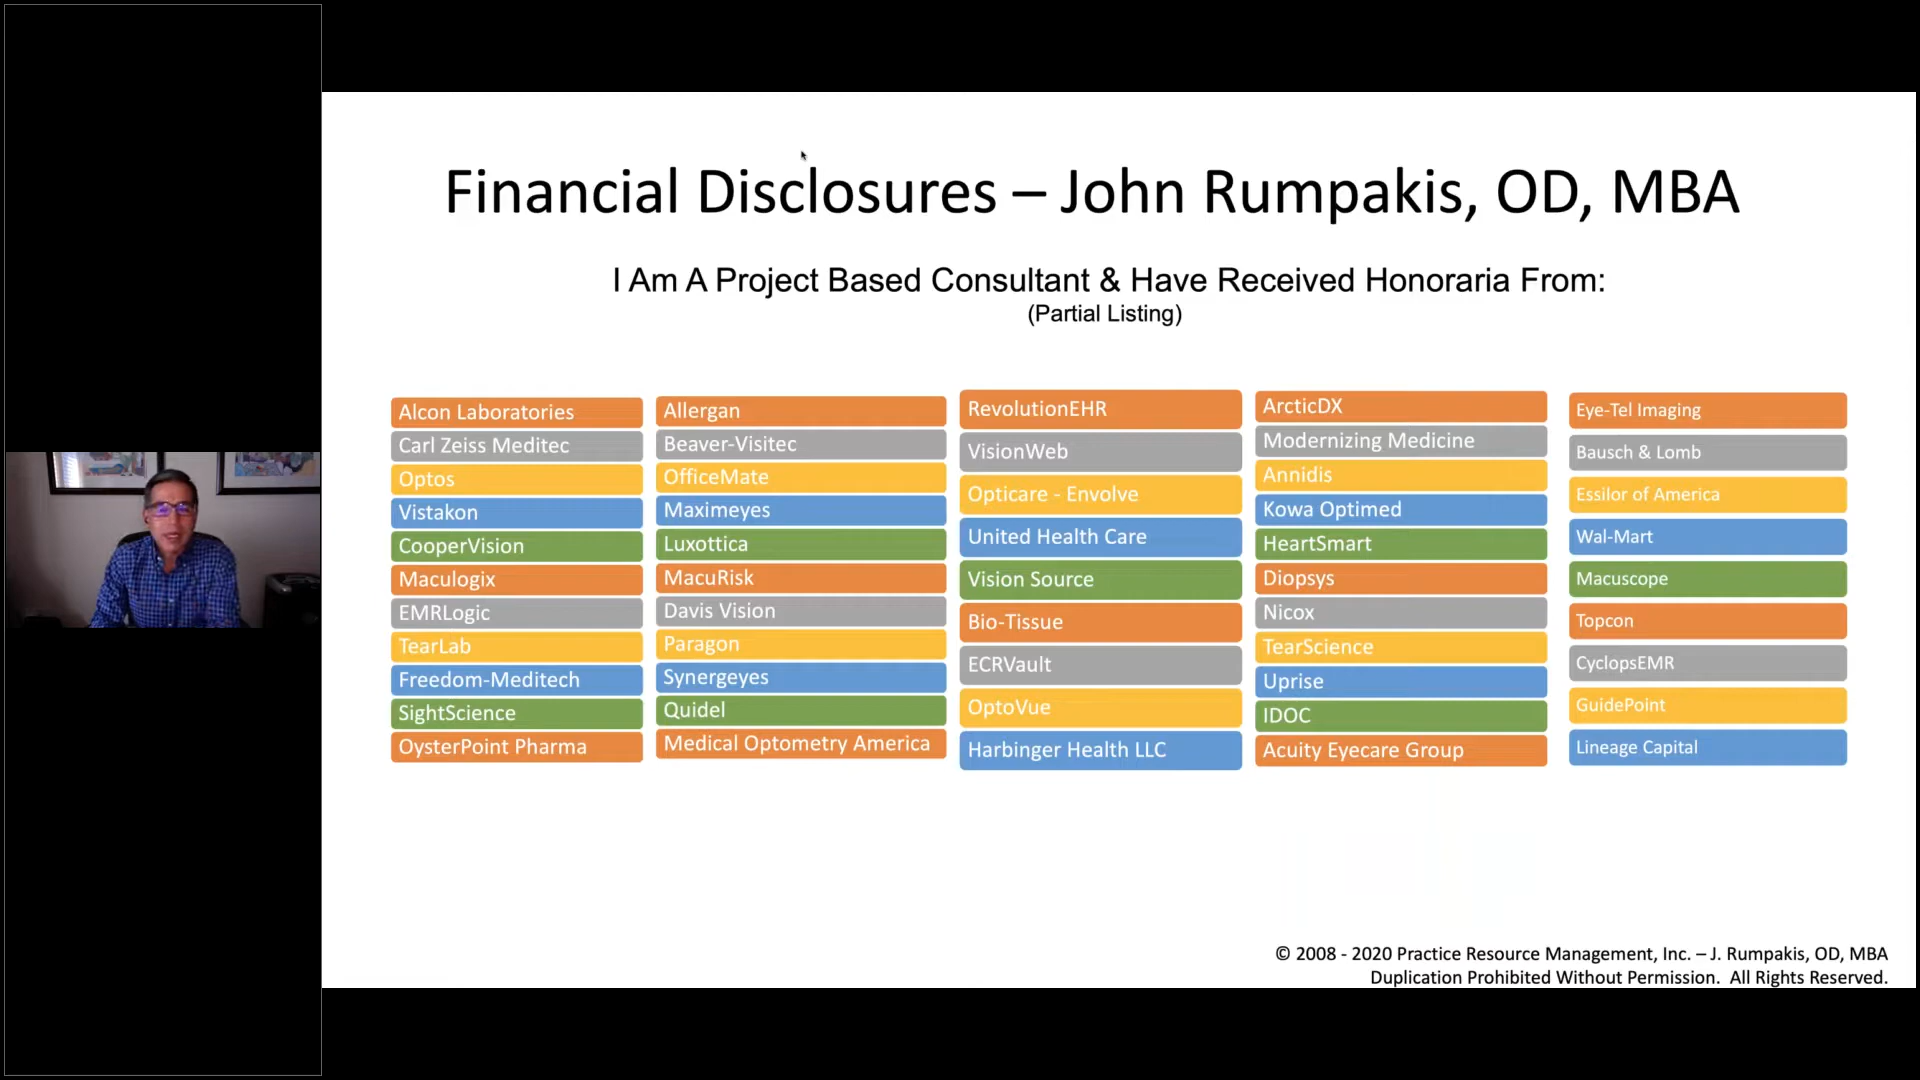 Financial Disclosures – John Rumpakis, OD, MBA
I Am A Project Based Consultant & Have Received Honoraria From:
(Partial Listing)
Alcon Laboratories
Carl Zeiss Meditec
Optos
Vistakon
CooperVision
Maculogix
EMRLogic
TearLab
Freedom-Meditech
SightScience
OysterPoint Pharma
Allergan
Beaver-Visitec
OfficeMate
Maximeyes
Luxottica
MacuRisk
Davis Vision
Paragon
Synergeyes
Quidel
Medical Optometry America
RevolutionEHR
VisionWeb
Opticare - Envolve
United Health Care
Vision Source
Bio-Tissue
ECRVault
OptoVue
Harbinger Health LLC
ArcticDX
Modernizing Medicine
Annidis
Kowa Optimed
HeartSmart
Diopsys
Nicox
TearScience
Uprise
IDOC
Acuity Eyecare Group
Eye-Tel Imaging
Bausch & Lomb
Essilor of America
Wal-Mart
Macuscope
Topcon
CyclopsEMR
GuidePoint
Lineage Capital
© 2008 - 2020 Practice Resource Management, Inc. – J. Rumpakis, OD, MBA
Duplication Prohibited Without Permission. All Rights Reserved.